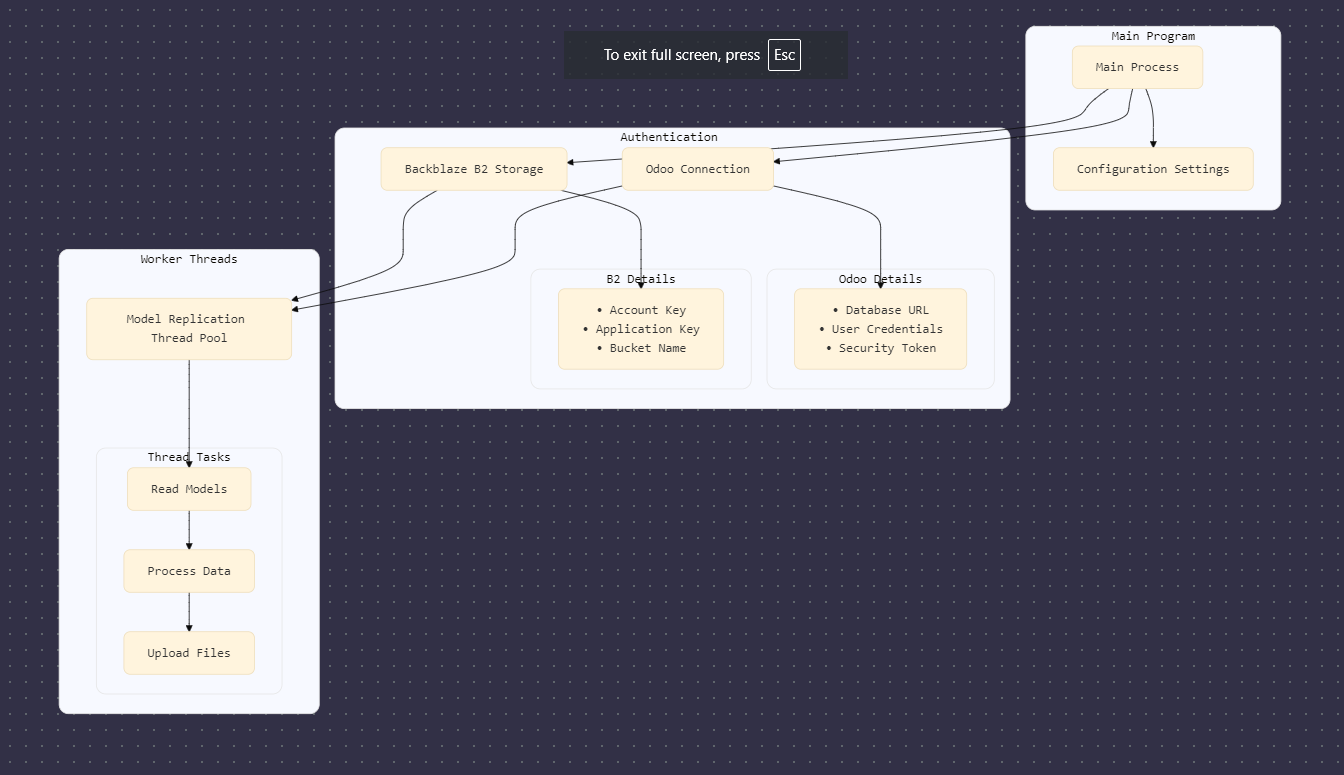 To exit full screen, press Esc
Main Program
Main Process
Configuration Settings
Authentication
Backblaze B2 Storage
Odoo Connection
B2 Details
• Account Key
• Application Key
• Bucket Name
Odoo Details
• Database URL
• User Credentials
• Security Token
Worker Threads
Model Replication
Thread Pool
Thread Tasks
Read Models
Process Data
Upload Files